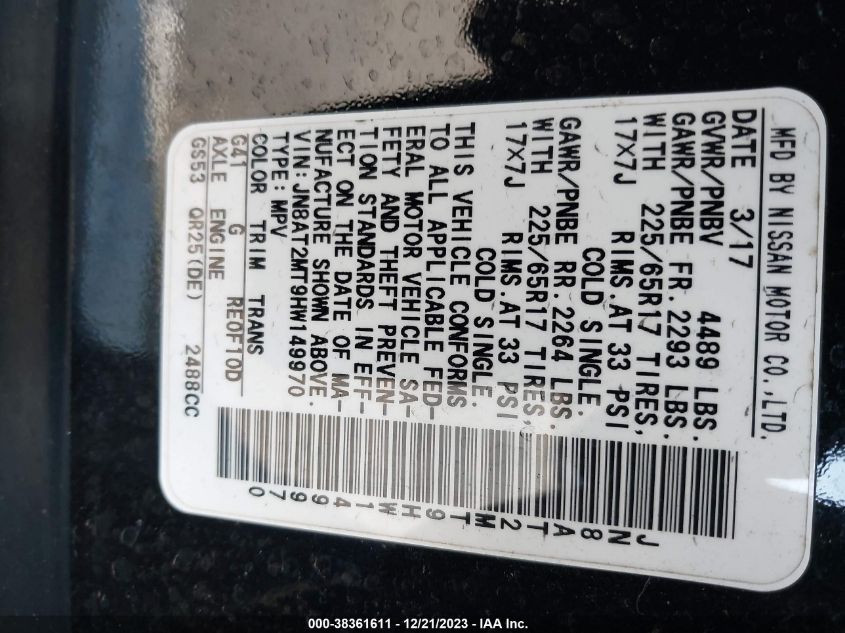 MFD BY NISSAN MOTOR CO.,LTD.
DATE 3/17
GVWR/PNBV 4489 LBS.
GAWR/PNBE FR. 2293 LBS.
WITH 225/65R17 TIRES,
17X7J RIMS.AT 33 PSI
COLD SINGLE.
GAWR/PNBE RR. 2264 LBS.
WITH 225/65R17 TIRES,
17X7J RIMS.AT 33 PSI
COLD SINGLE.
THIS VEHICLE CONFORMS
TO ALL APPLICABLE FED-
ERAL MOTOR VEHICLE SA-
FETY AND THEFT PREVEN-
TION STANDARDS IN EFF-
ECT ON THE DATE OF MA-
NUFACTURE SHOWN ABOVE.
VIN: JN8AT2MT9HW149970
TYPE: MPV
COLOR TRIM TRANS
G41 G RE0F10D
AXLE ENGINE
GS53 QR25(DE) 2488CC
JN8AT2MT9HW149970
000-38361611 - 12/21/2023 - IAA Inc.